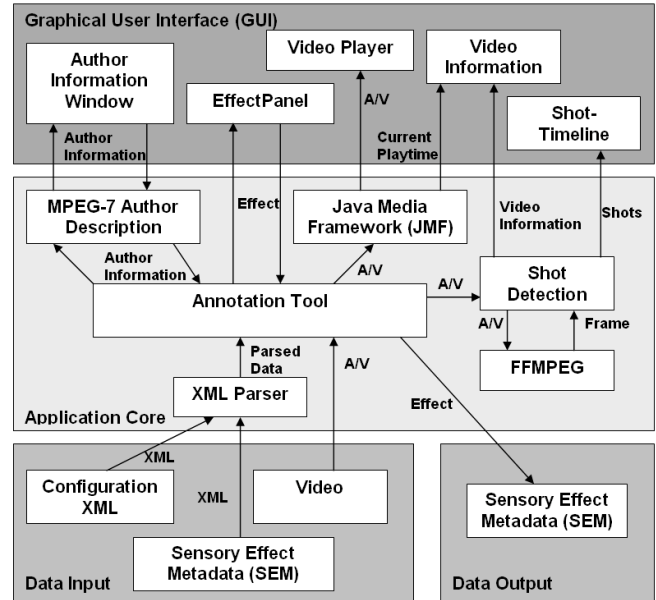 Graphical User Interface (GUI)
Author
Information
Window
EffectPanel
Video Player
Video
Information
Shot-
Timeline
Author
Information
A/V
Current
Playtime
MPEG-7 Author
Description
Effect
Java Media
Framework (JMF)
Video
Information
Shots
Author
Information
A/V
Annotation Tool
A/V
Shot
Detection
A/V
Frame
FFMPEG
Parsed
Data
A/V
XML Parser
Effect
Application Core
XML
Configuration
XML
XML
Video
Sensory Effect
Metadata (SEM)
Data Input
Sensory Effect
Metadata (SEM)
Data Output